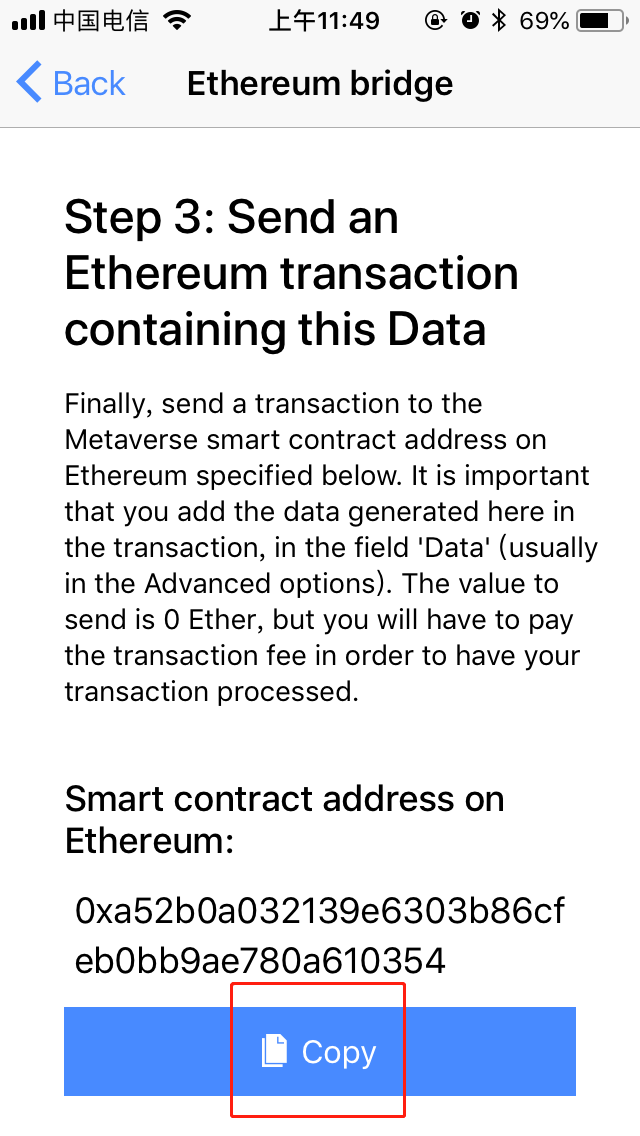 中国电信 上午11:49 69%
Back Ethereum bridge
Step 3: Send an
Ethereum transaction
containing this Data
Finally, send a transaction to the
Metaverse smart contract address on
Ethereum specified below. It is important
that you add the data generated here in
the transaction, in the field 'Data' (usually
in the Advanced options). The value to
send is 0 Ether, but you will have to pay
the transaction fee in order to have your
transaction processed.
Smart contract address on
Ethereum:
0xa52b0a032139e6303b86cf
eb0bb9ae780a610354
Copy